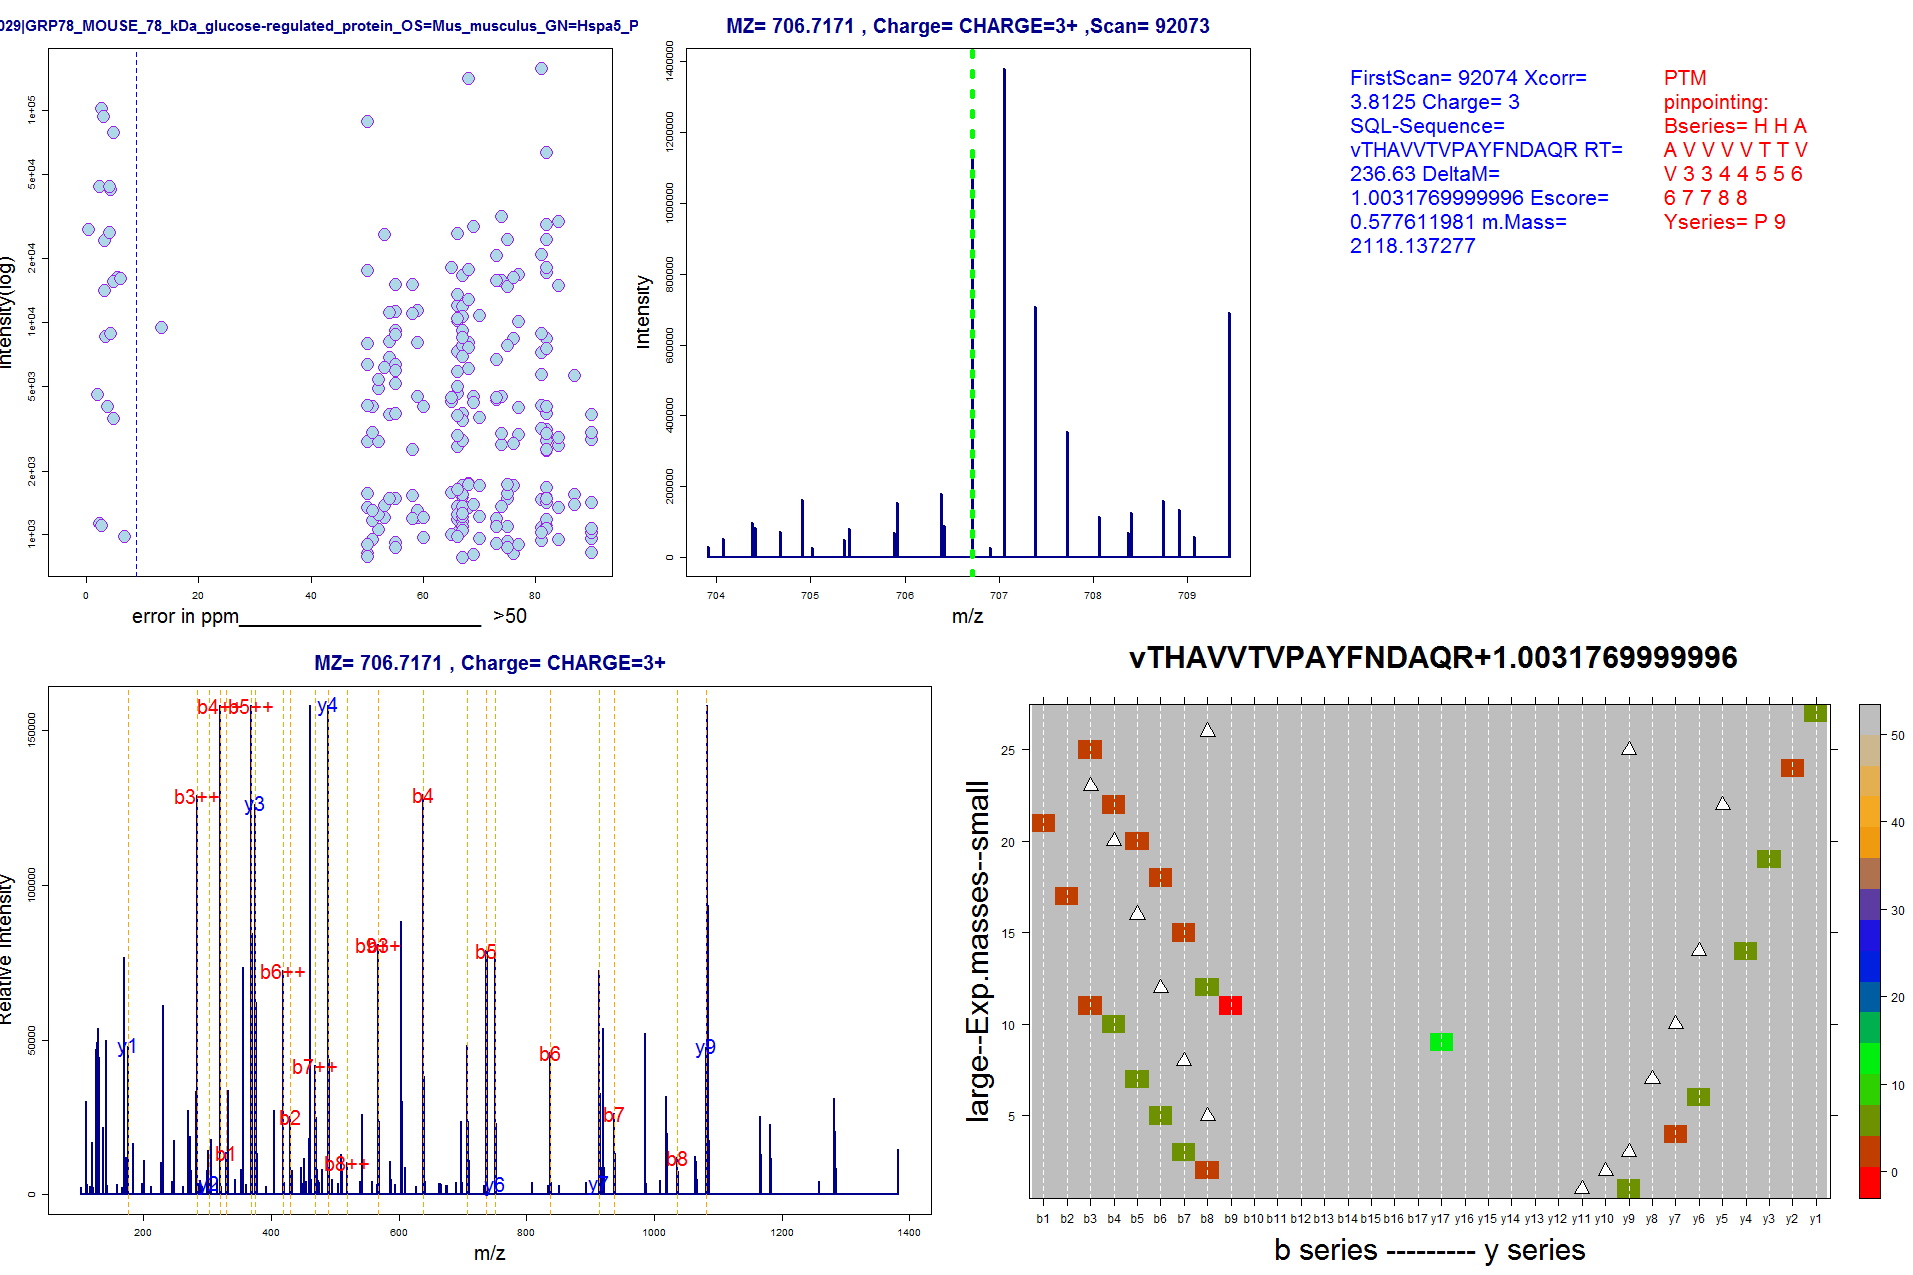 029|GRP78_MOUSE_78_kDa_glucose-regulated_protein_OS=Mus_musculus_GN=Hspa5_P
Intensity(log)
1e+03 2e+03 5e+03 1e+04 2e+04 5e+04 1e+05
0 20 40 60 80
error in ppm______________________ >50
MZ= 706.7171 , Charge= CHARGE=3+ ,Scan= 92073
Intensity
0 200000 400000 600000 800000 1000000 1200000 1400000
704 705 706 707 708 709
m/z
FirstScan= 92074 Xcorr=
3.8125 Charge= 3
SQL-Sequence=
vTHAVVTVPAYFNDAQR RT=
236.63 DeltaM=
1.0031769999996 Escore=
0.577611981 m.Mass=
2118.137277
PTM
pinpointing:
Bseries= H H A
A V V V V T T V
V 3 3 4 4 5 5 6
6 7 7 8 8
Yseries= P 9
MZ= 706.7171 , Charge= CHARGE=3+
Relative Intensity
0 50000 100000 150000
b4++ b5++ y4
b3++ y3 b4
b3 b5
b6++ y1 b6 y9
b7++ b2 b7
b1 b8++ b8
y2 y6 y7
200 400 600 800 1000 1200 1400
m/z
vTHAVVTVPAYFNDAQR+1.0031769999996
large--Exp.masses--small
5 10 15 20 25
b1 b2 b3 b4 b5 b6 b7 b8 b9 b10 b11 b12 b13 b14 b15 b16 b17 y17 y16 y15 y14 y13 y12 y11 y10 y9 y8 y7 y6 y5 y4 y3 y2 y1
b series --------- y series
0 10 20 30 40 50